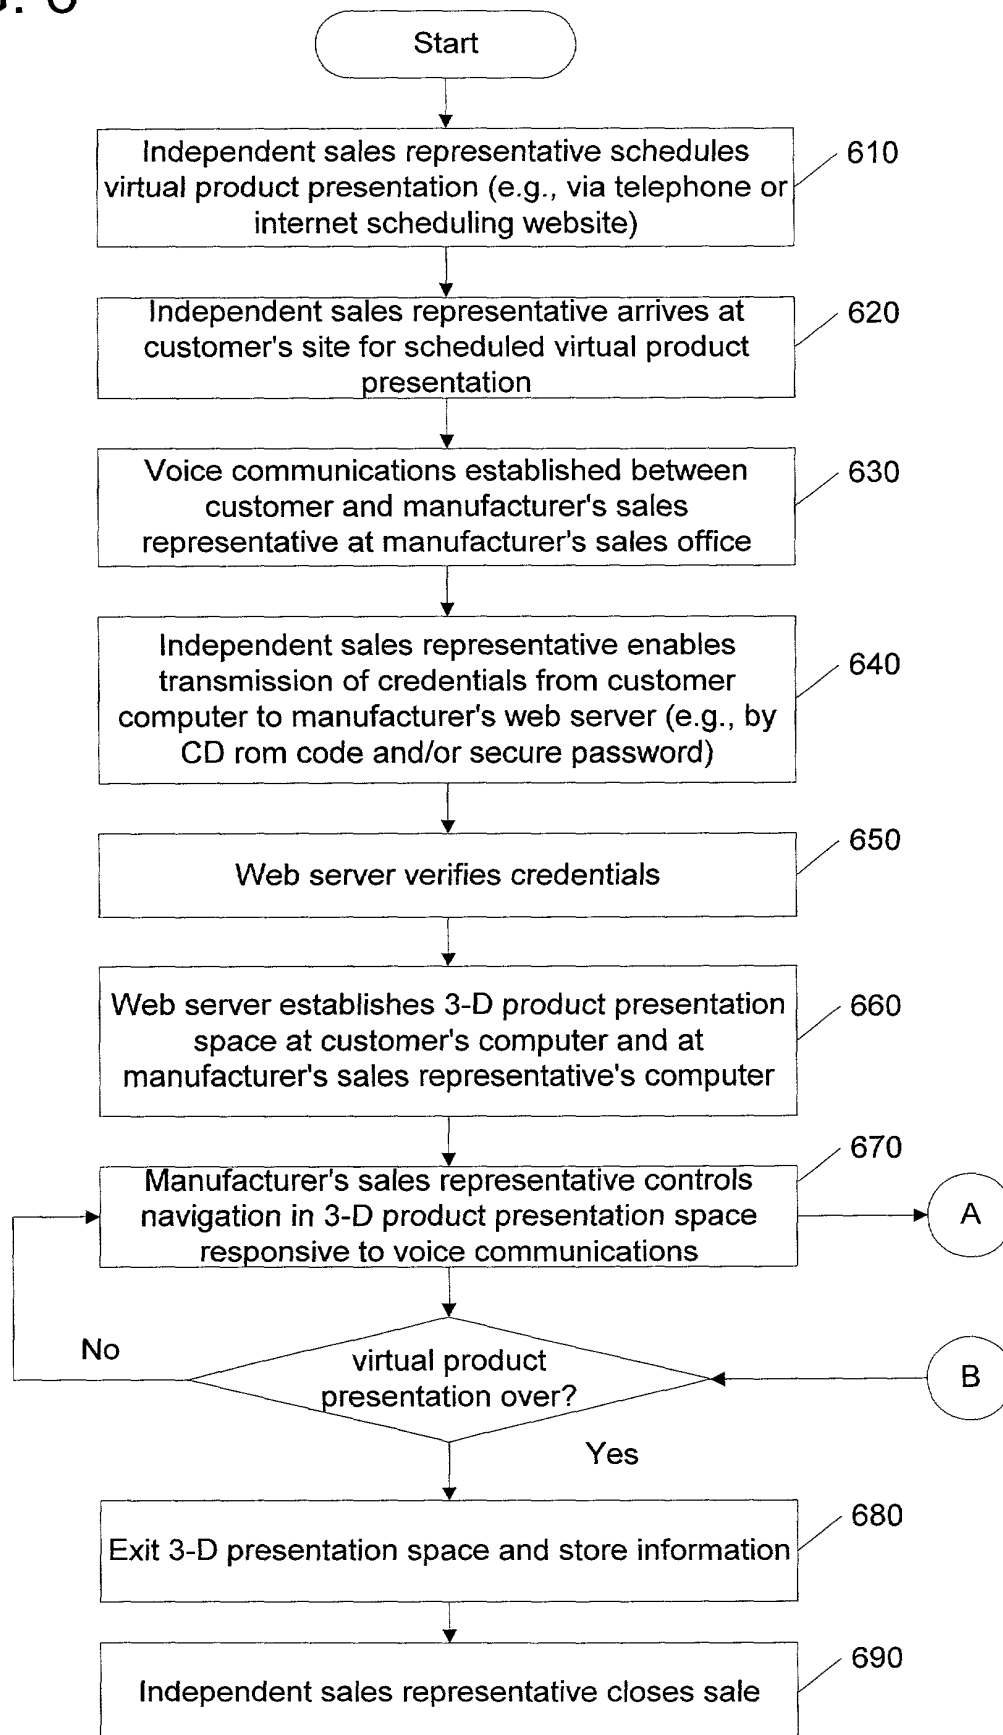 Start
Independent sales representative schedules
virtual product presentation (e.g., via telephone or
internet scheduling website)
610
Independent sales representative arrives at
customer's site for scheduled virtual product
presentation
620
Voice communications established between
customer and manufacturer's sales
representative at manufacturer's sales office
630
Independent sales representative enables
transmission of credentials from customer
computer to manufacturer's web server (e.g., by
CD rom code and/or secure password)
640
Web server verifies credentials
650
Web server establishes 3-D product presentation
space at customer's computer and at
manufacturer's sales representative's computer
660
Manufacturer's sales representative controls
navigation in 3-D product presentation space
responsive to voice communications
670
A
No
virtual product
presentation over?
B
Yes
Exit 3-D presentation space and store information
680
Independent sales representative closes sale
690